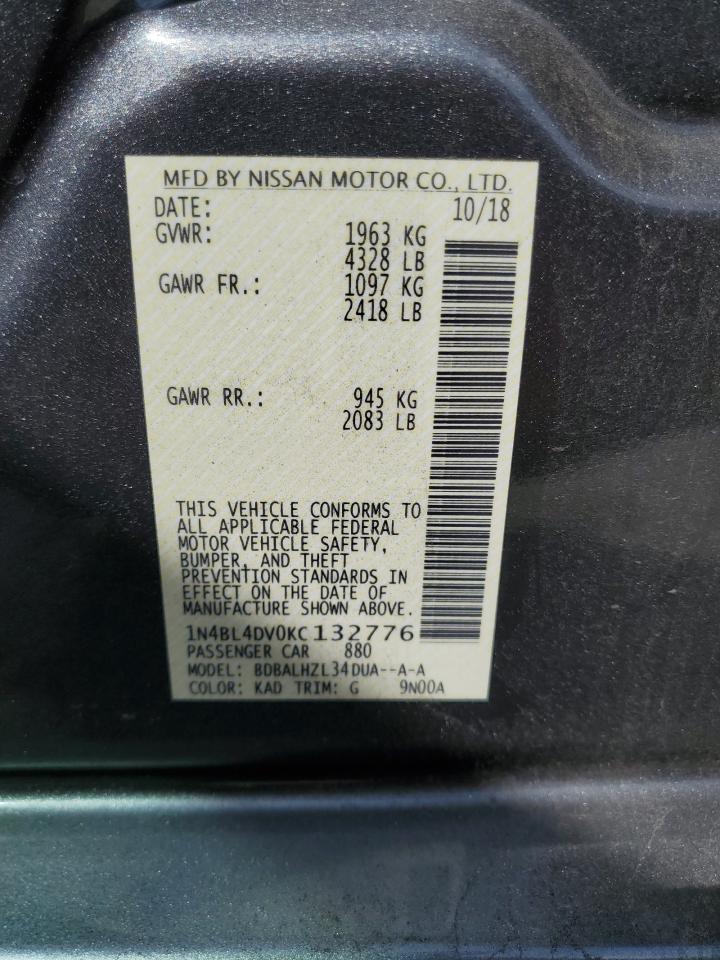 MFD BY NISSAN MOTOR CO., LTD.
DATE: 10/18
GVWR: 1963 KG
4328 LB
GAWR FR.: 1097 KG
2418 LB
GAWR RR.: 945 KG
2083 LB
THIS VEHICLE CONFORMS TO
ALL APPLICABLE FEDERAL
MOTOR VEHICLE SAFETY,
BUMPER, AND THEFT
PREVENTION STANDARDS IN
EFFECT ON THE DATE OF
MANUFACTURE SHOWN ABOVE.
1N4BL4DV0KC132776
PASSENGER CAR 880
MODEL: BDBALHZL34DUA--A-A
COLOR: KAD TRIM: G 9N00A